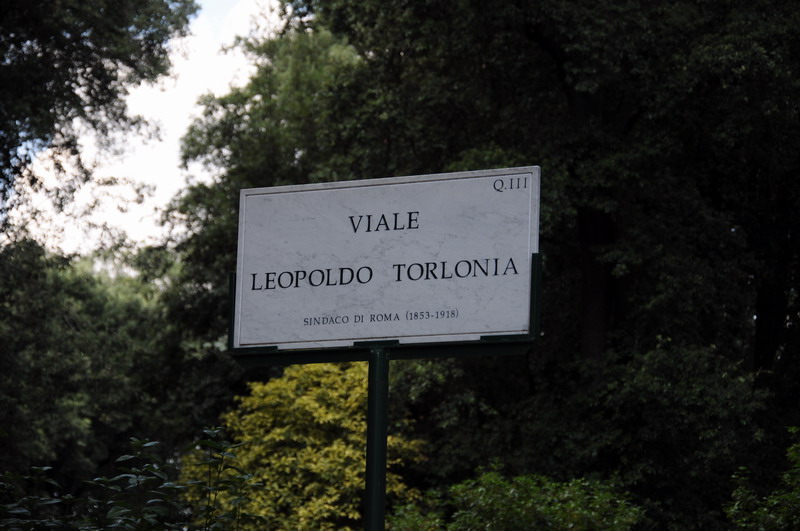 Q.III
VIALE
LEOPOLDO TORLONIA
SINDACO DI ROMA (1853-1918)